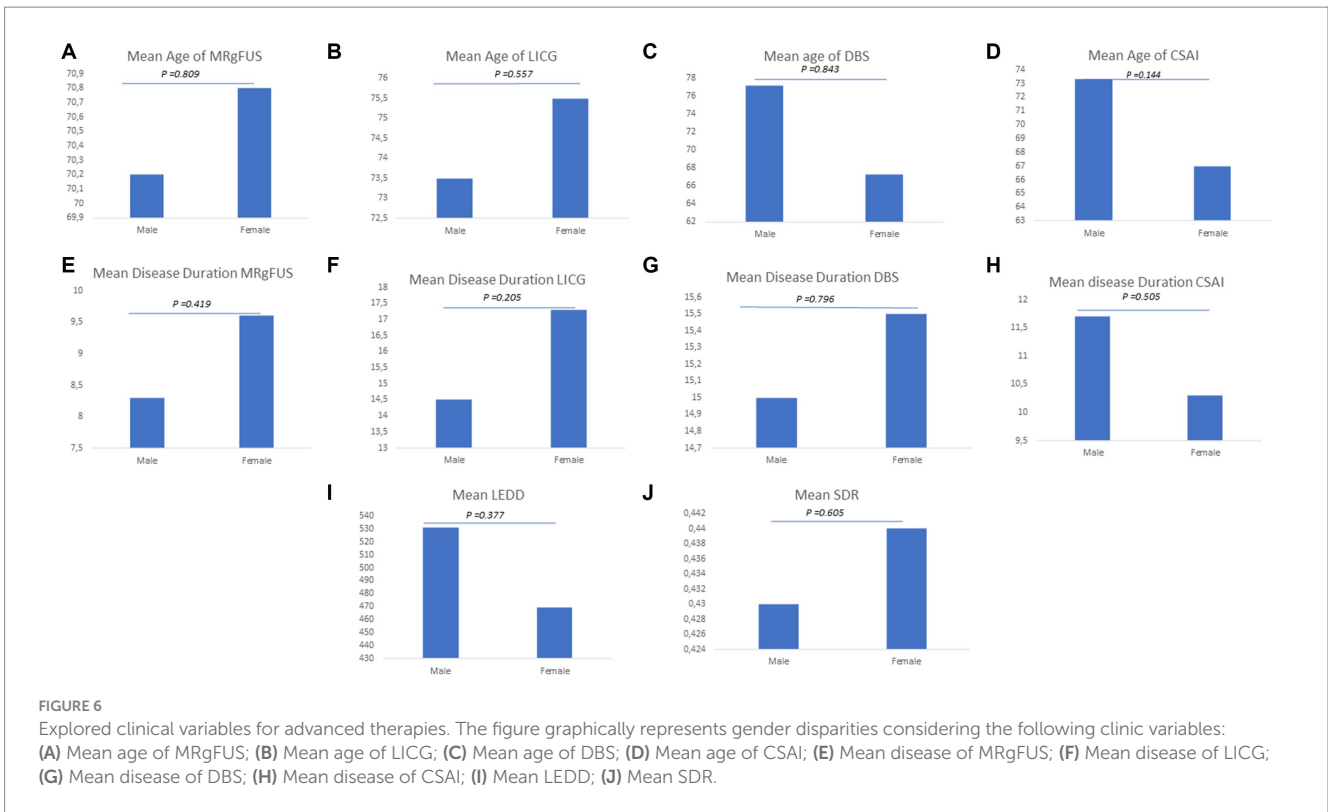 A
Mean Age of MRgFUS
P =0.809
70,9
70,8
70,7
70,6
70,5
70,4
70,3
70,2
70,1
70
69,9
Male
Female
B
Mean Age of LICG
P =0.557
76
75,5
75
74,5
74
73,5
73
72,5
Male
Female
C
Mean age of DBS
P =0.843
78
76
74
72
70
68
66
64
62
Male
Female
D
Mean Age of CSAI
P =0.144
74
73
72
71
70
69
68
67
66
65
64
63
Male
Female
E
Mean Disease Duration MRgFUS
P =0.419
10
9,5
9
8,5
8
7,5
Male
Female
F
Mean Disease Duration LICG
P =0.205
18
17,5
17
16,5
16
15,5
15
14,5
14
13,5
13
Male
Female
G
Mean Disease Duration DBS
P =0.796
15,6
15,5
15,4
15,3
15,2
15,1
15
14,9
14,8
14,7
Male
Female
H
Mean disease Duration CSAI
P =0.505
12
11,5
11
10,5
10
9,5
Male
Female
I
Mean LEDD
P =0.377
540
530
520
510
500
490
480
470
460
450
440
430
Male
Female
J
Mean SDR
P =0.605
0,442
0,44
0,438
0,436
0,434
0,432
0,43
0,428
0,426
0,424
Male
Female
FIGURE 6
Explored clinical variables for advanced therapies. The figure graphically represents gender disparities considering the following clinic variables:
(A) Mean age of MRgFUS; (B) Mean age of LICG; (C) Mean age of DBS; (D) Mean age of CSAI; (E) Mean disease of MRgFUS; (F) Mean disease of LICG;
(G) Mean disease of DBS; (H) Mean disease of CSAI; (I) Mean LEDD; (J) Mean SDR.